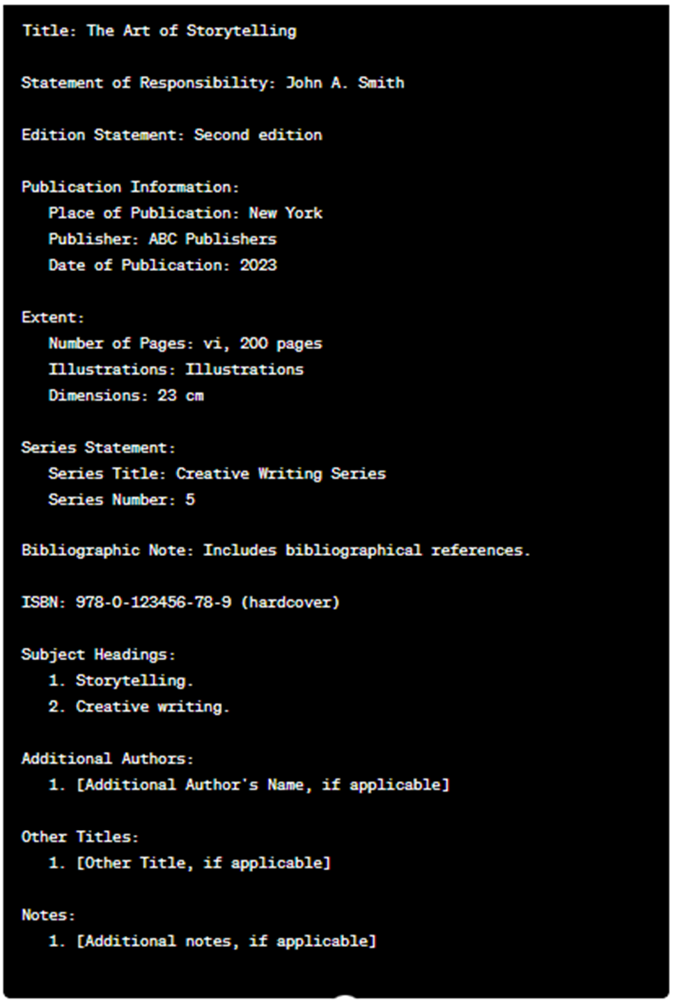 Title: The Art of Storytelling
Statement of Responsibility: John A. Smith
Edition Statement: Second edition
Publication Information:
Place of Publication: New York
Publisher: ABC Publishers
Date of Publication: 2023
Extent:
Number of Pages: vi, 200 pages
Illustrations: Illustrations
Dimensions: 23 cm
Series Statement:
Series Title: Creative Writing Series
Series Number: 5
Bibliographic Note: Includes bibliographical references.
ISBN: 978-0-123456-78-9 (hardcover)
Subject Headings:
1. Storytelling.
2. Creative writing.
Additional Authors:
1. [Additional Author's Name, if applicable]
Other Titles:
1. [Other Title, if applicable]
Notes:
1. [Additional notes, if applicable]